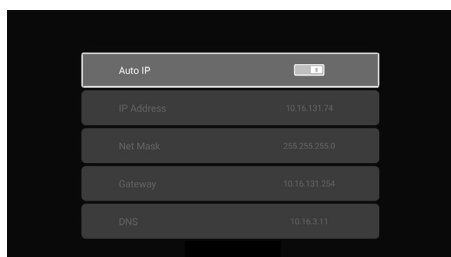 Auto IP
IP Address 10.16.131.74
Net Mask 255.255.255.0
Gateway 10.16.131.254
DNS 10.16.3.11